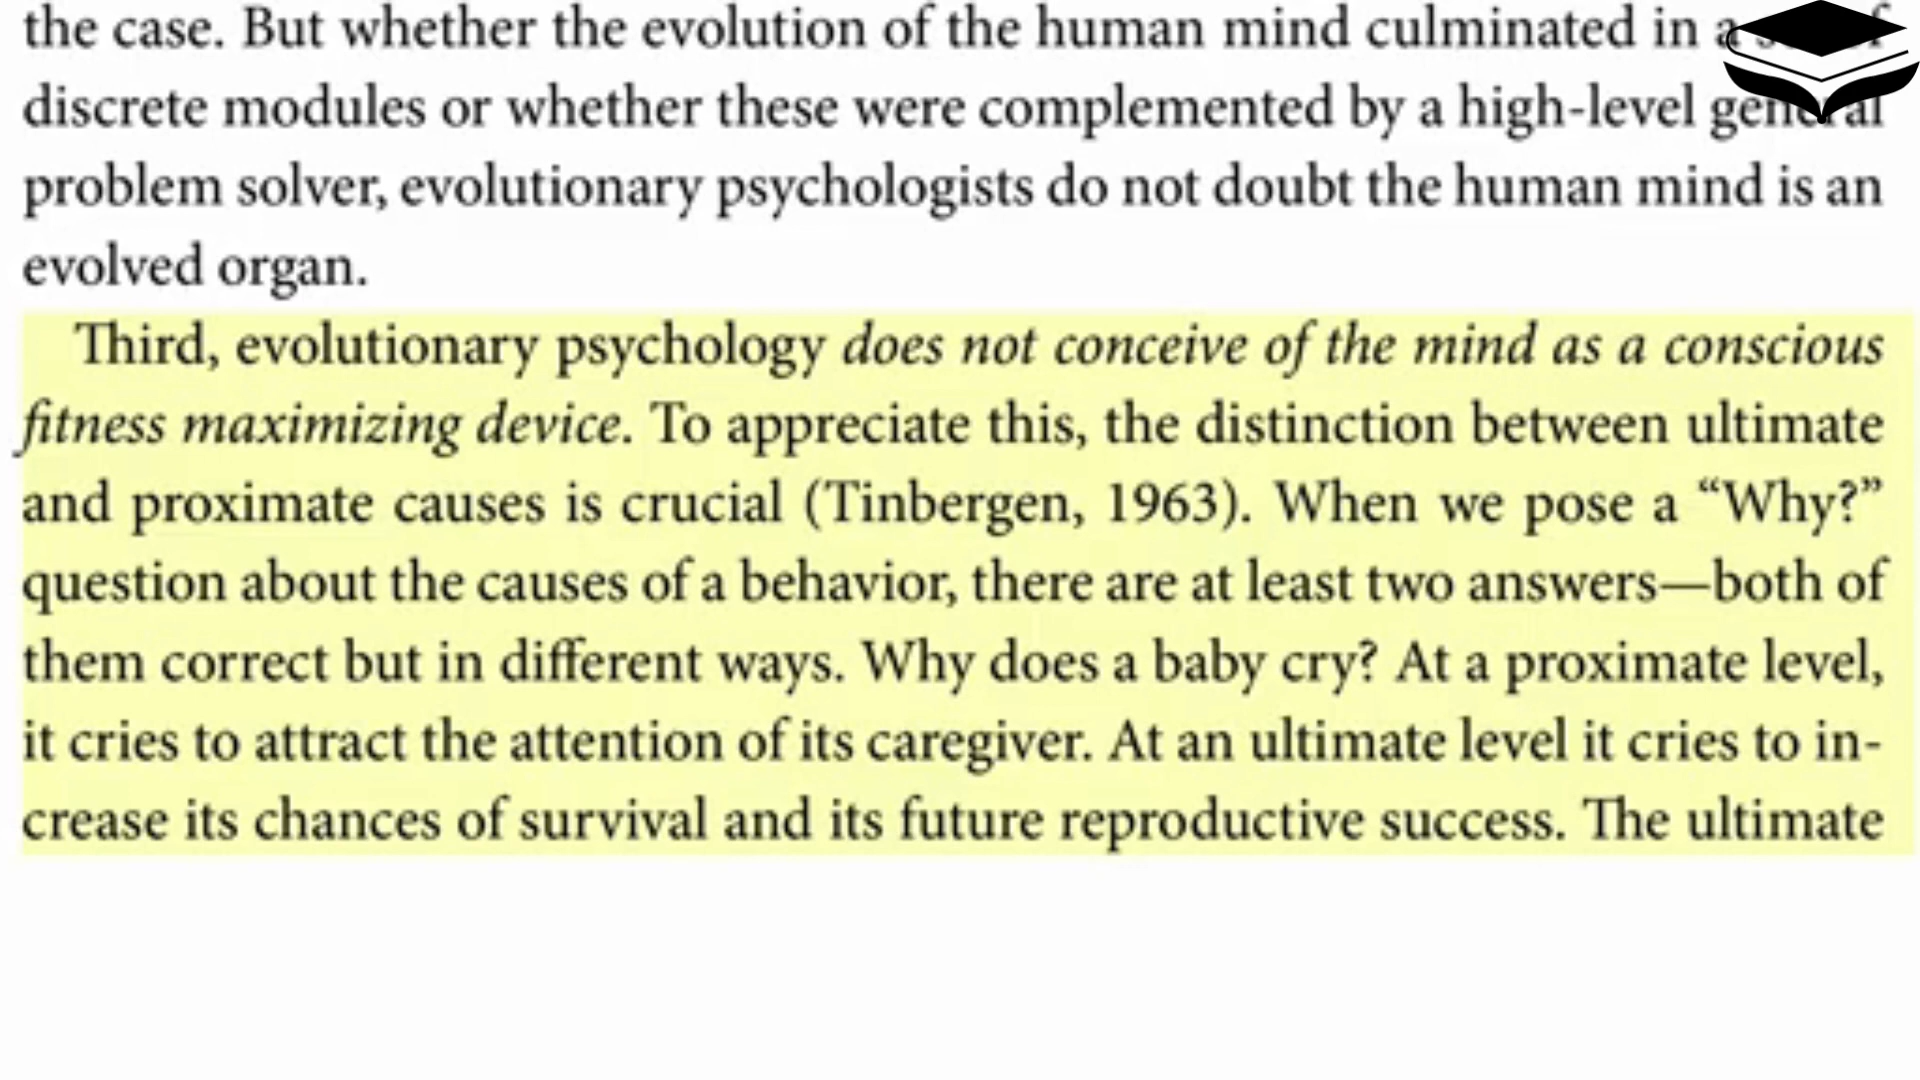 the case. But whether the evolution of the human mind culminated in a
discrete modules or whether these were complemented by a high-level general
problem solver, evolutionary psychologists do not doubt the human mind is an
evolved organ.
Third, evolutionary psychology does not conceive of the mind as a conscious
fitness maximizing device. To appreciate this, the distinction between ultimate
and proximate causes is crucial (Tinbergen, 1963). When we pose a “Why?”
question about the causes of a behavior, there are at least two answers—both of
them correct but in different ways. Why does a baby cry? At a proximate level,
it cries to attract the attention of its caregiver. At an ultimate level it cries to in-
crease its chances of survival and its future reproductive success. The ultimate